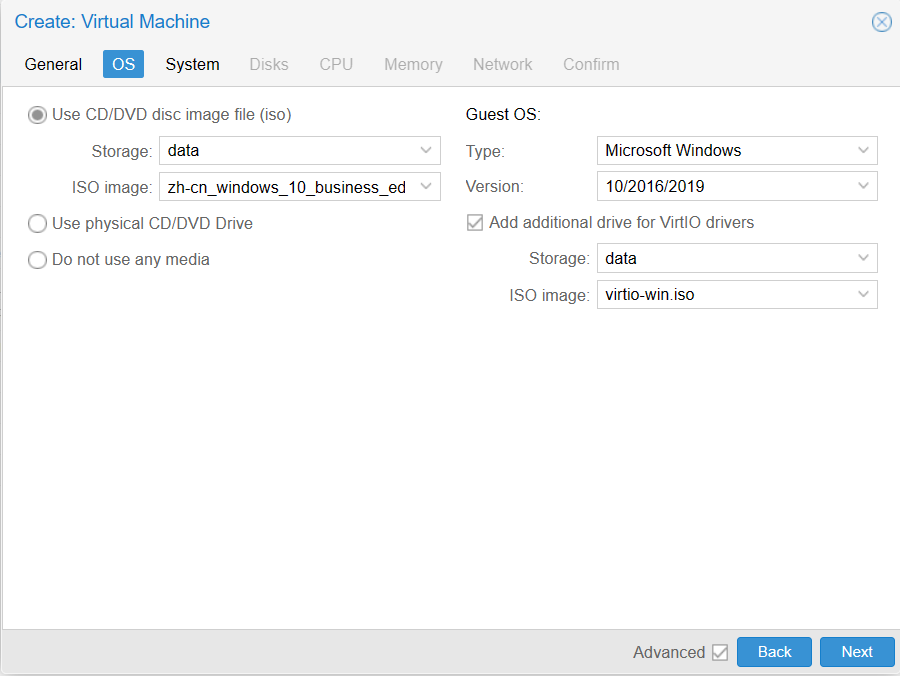 Create: Virtual Machine
General OS System Disks CPU Memory Network Confirm
Use CD/DVD disc image file (iso)
Storage: data
ISO image: zh-cn_windows_10_business_ed
Use physical CD/DVD Drive
Do not use any media
Guest OS:
Type: Microsoft Windows
Version: 10/2016/2019
Add additional drive for VirtIO drivers
Storage: data
ISO image: virtio-win.iso
Advanced Back Next